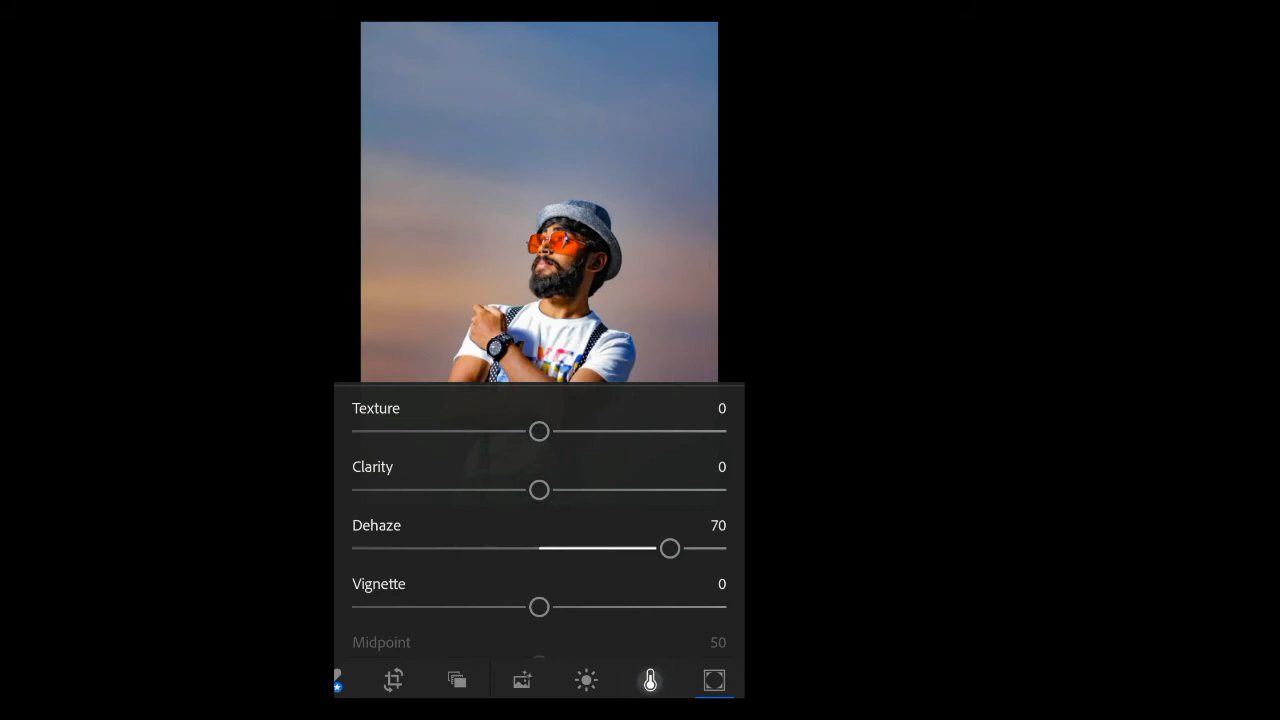 Texture 0
Clarity 0
Dehaze 70
Vignette 0
Midpoint 50